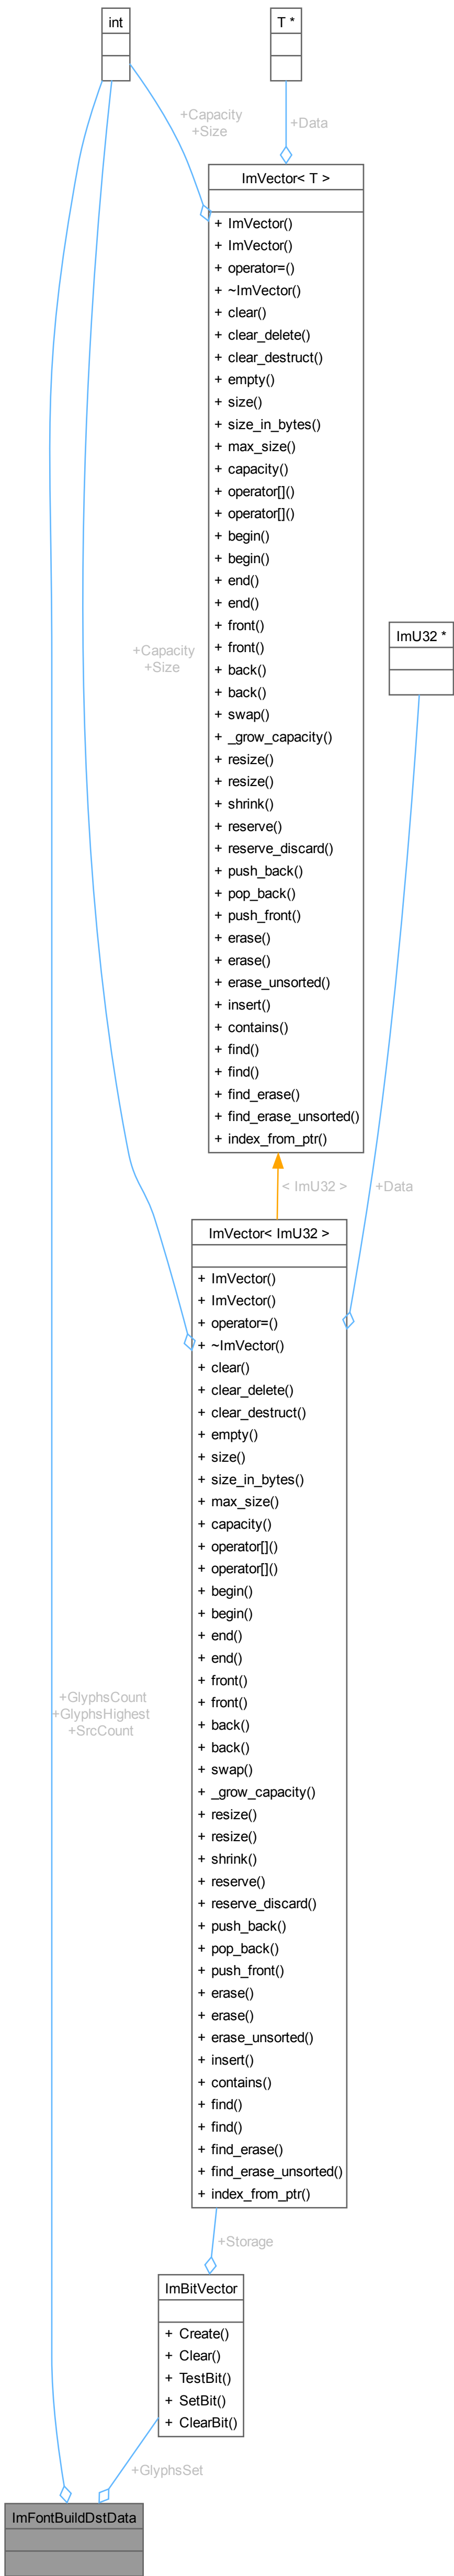 int
T *
+Capacity
+Size
+Data
ImVector< T >
+ ImVector()
+ ImVector()
+ operator=()
+ ~ImVector()
+ clear()
+ clear_delete()
+ clear_destruct()
+ empty()
+ size()
+ size_in_bytes()
+ max_size()
+ capacity()
+ operator[]()
+ operator[]()
+ begin()
+ begin()
+ end()
+ end()
+ front()
+ front()
+ back()
+ back()
+ swap()
+ _grow_capacity()
+ resize()
+ resize()
+ shrink()
+ reserve()
+ reserve_discard()
+ push_back()
+ pop_back()
+ push_front()
+ erase()
+ erase()
+ erase_unsorted()
+ insert()
+ contains()
+ find()
+ find()
+ find_erase()
+ find_erase_unsorted()
+ index_from_ptr()
ImU32 *
+Capacity
+Size
< ImU32 >
+Data
ImVector< ImU32 >
+ ImVector()
+ ImVector()
+ operator=()
+ ~ImVector()
+ clear()
+ clear_delete()
+ clear_destruct()
+ empty()
+ size()
+ size_in_bytes()
+ max_size()
+ capacity()
+ operator[]()
+ operator[]()
+ begin()
+ begin()
+ end()
+ end()
+ front()
+ front()
+ back()
+ back()
+ swap()
+ _grow_capacity()
+ resize()
+ resize()
+ shrink()
+ reserve()
+ reserve_discard()
+ push_back()
+ pop_back()
+ push_front()
+ erase()
+ erase()
+ erase_unsorted()
+ insert()
+ contains()
+ find()
+ find()
+ find_erase()
+ find_erase_unsorted()
+ index_from_ptr()
+GlyphsCount
+GlyphsHighest
+SrcCount
+Storage
ImBitVector
+ Create()
+ Clear()
+ TestBit()
+ SetBit()
+ ClearBit()
+GlyphsSet
ImFontBuildDstData